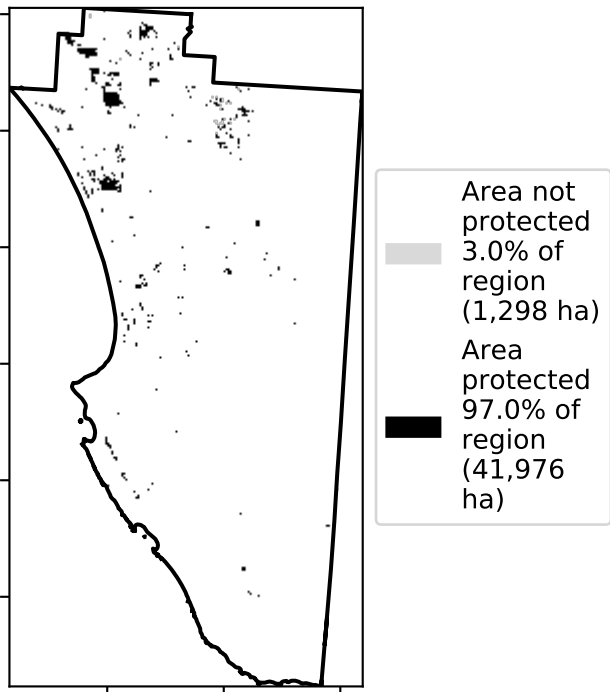 Area not
protected
3.0% of
region
(1,298 ha)
Area
protected
97.0% of
region
(41,976
ha)